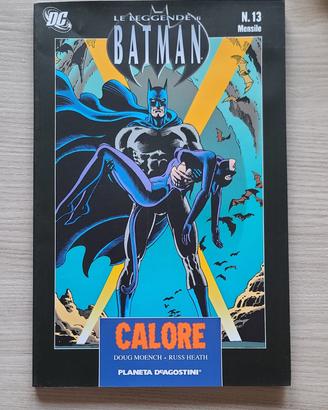 DC
LE LEGGENDE DI
BATMAN
N. 13
Mensile
CALORE
DOUG MOENCH • RUSS HEATH
PLANETA DEAGOSTINI